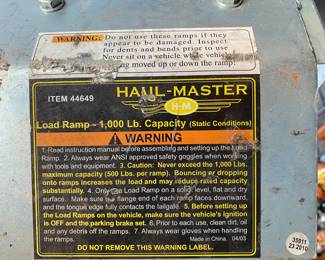 WARNING: Do not use these ramps if they
appear to be damaged. Inspect
for dents and bends prior to use
Never sit on a vehicle while vehicle
being moved up or down the ramp.
HAUL-MASTER
ITEM 44649
H-M
Load Ramp - 1,000 Lb. Capacity (Static Conditions)
WARNING
1. Read instruction manual before assembling and setting up the Load
Ramp. 2. Always wear ANSI approved safety goggles when working
with tools and equipment. 3. Caution: Never exceed the 1,000 Lbs.
maximum capacity (500 Lbs. per ramp). Bouncing or dropping
onto ramps increases the load and may reduce rated capacity
substantially. 4. Only use Load Ramp on a solid, level, flat and dry
surface. Make sure the flange end of each ramp faces downward,
and the tongue edge fully contacts the tailgate. 5. Before setting up
the Load Ramps on the vehicle, make sure the vehicle's ignition
is OFF and the parking brake set. 6. Prior to each use, clean dirt, oil
and any debris off the ramps. 7. Always wear gloves when handling
the ramps. Made in China. 04/03
DO NOT REMOVE THIS WARNING LABEL.
35911
23 2010